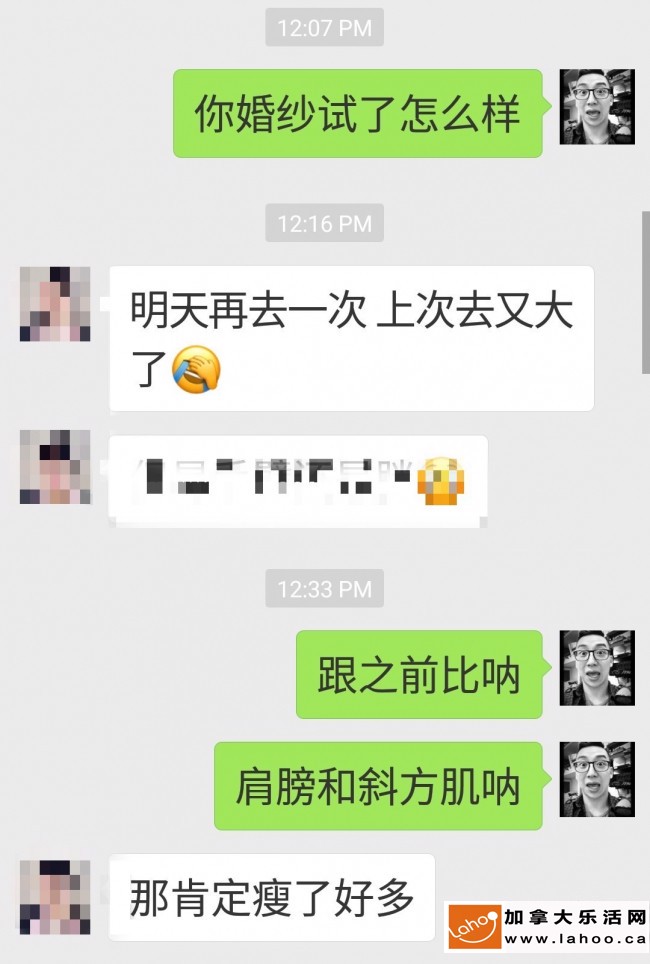 12:07 PM
你婚纱试了怎么样
12:16 PM
明天再去一次 上次去又大
了
12:33 PM
跟之前比呐
肩膀和斜方肌呐
那肯定瘦了好多
Lahoo
加拿大乐活网
www.lahoo.ca